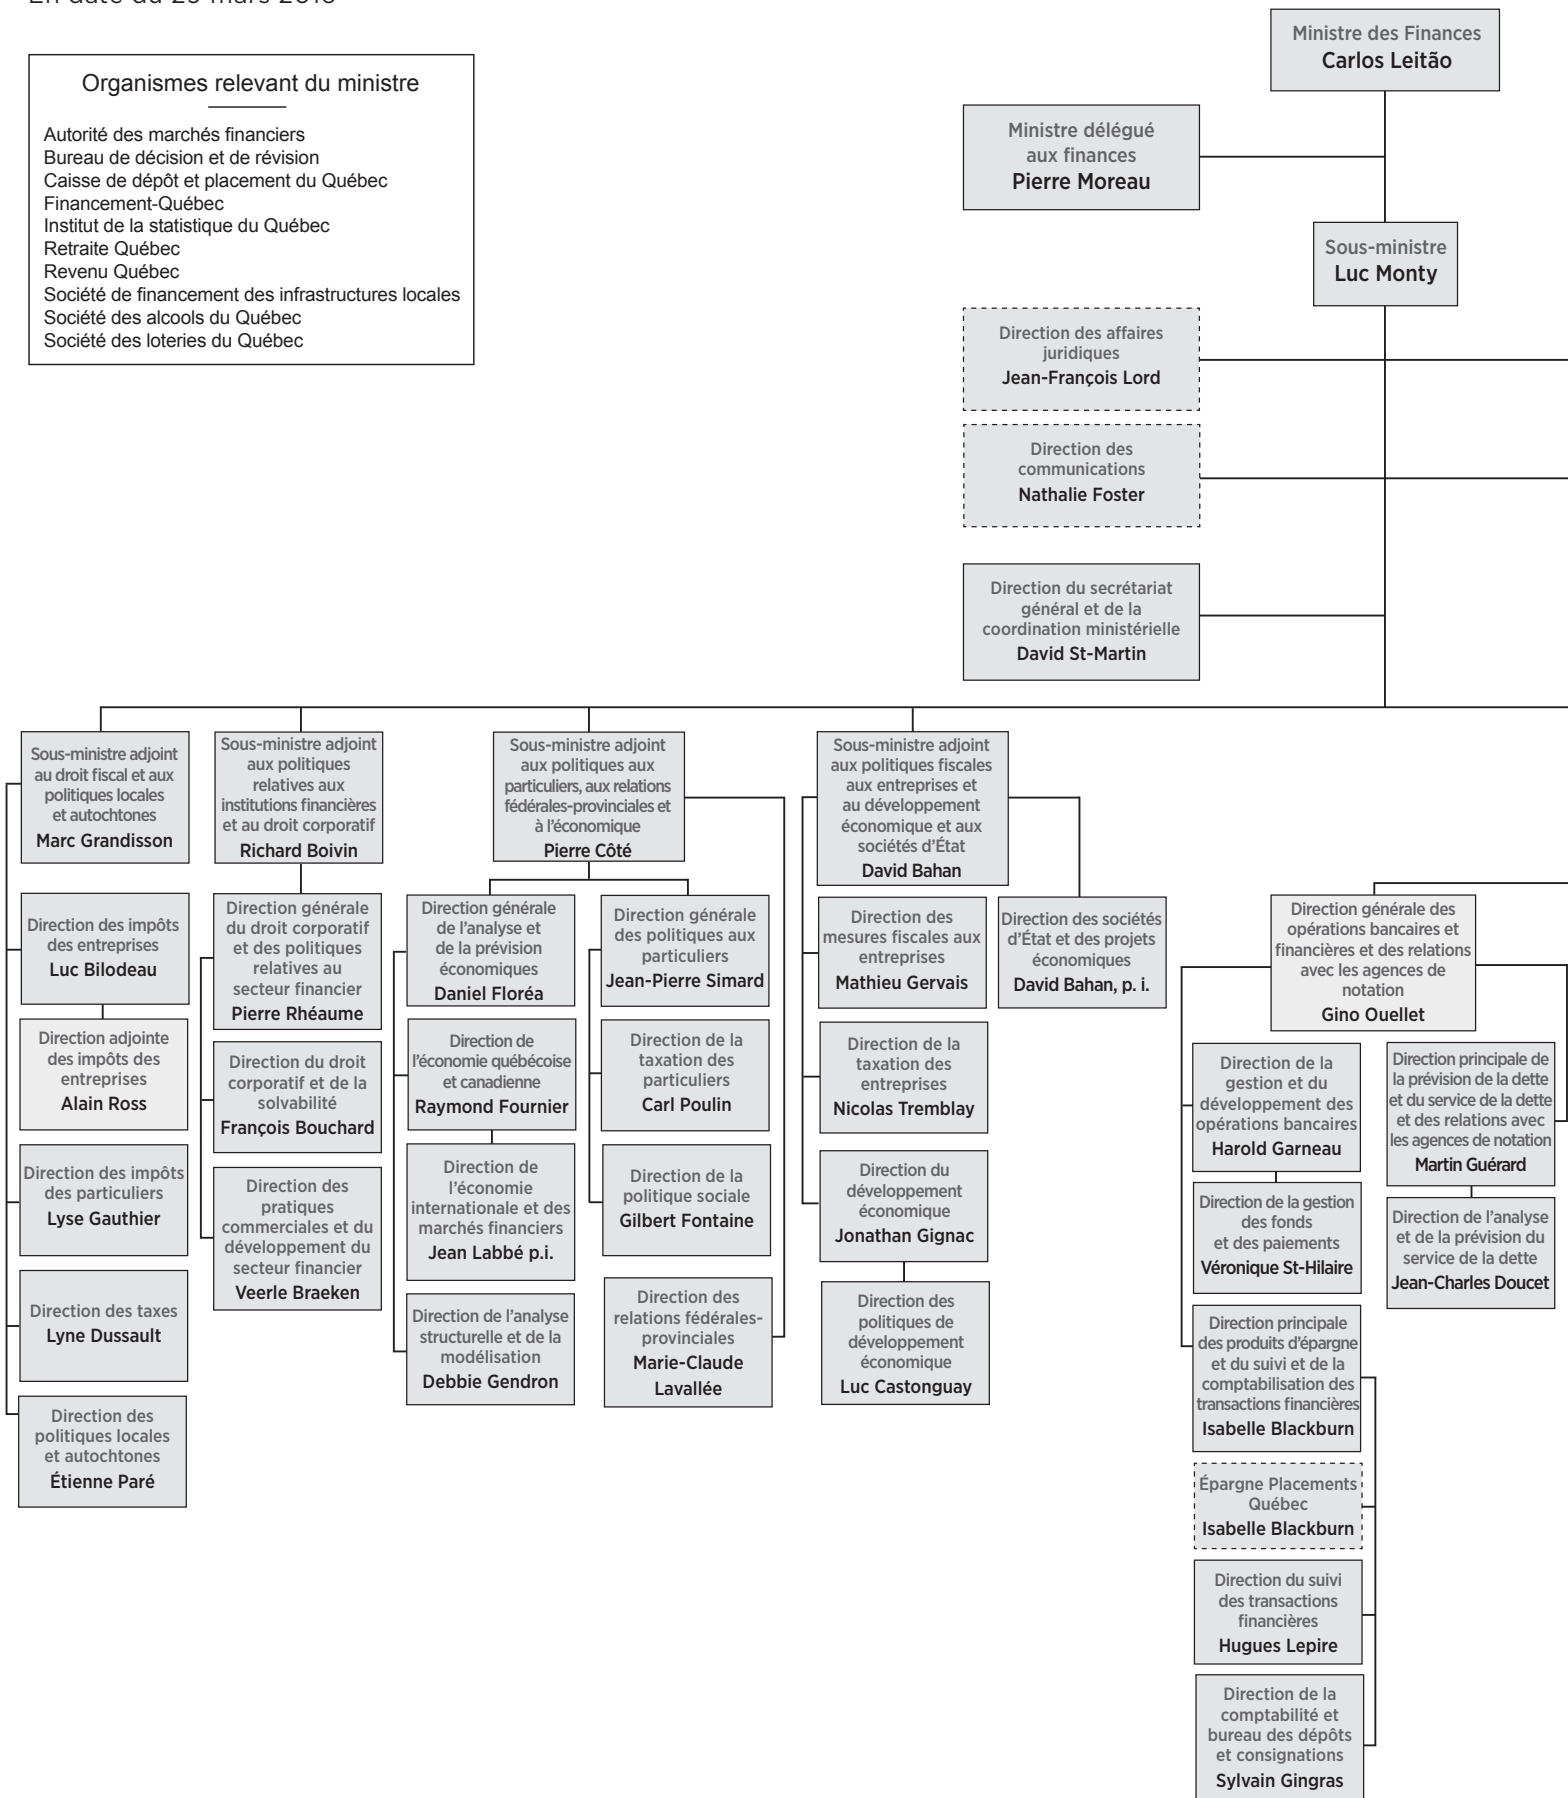 Organismes relevant du ministre
Autorité des marchés financiers
Bureau de décision et de révision
Caisse de dépôt et placement du Québec
Financement-Québec
Institut de la statistique du Québec
Retraite Québec
Revenu Québec
Société de financement des infrastructures locales
Société des alcools du Québec
Société des loteries du Québec
Ministre des Finances
Carlos Leitão
Ministre délégué
aux finances
Pierre Moreau
Sous-ministre
Luc Monty
Direction des affaires
juridiques
Jean-François Lord
Direction des
communications
Nathalie Foster
Direction du secrétariat
général et de la
coordination ministérielle
David St-Martin
Sous-ministre adjoint
au droit fiscal et aux
politiques locales
et autochtones
Marc Grandisson
Direction des impôts
des entreprises
Luc Bilodeau
Direction adjointe
des impôts des
entreprises
Alain Ross
Direction des impôts
des particuliers
Lyse Gauthier
Direction des taxes
Lyne Dussault
Direction des
politiques locales
et autochtones
Étienne Paré
Sous-ministre adjoint
aux politiques
relatives aux
institutions financières
et au droit corporatif
Richard Boivin
Direction générale
du droit corporatif
et des politiques
relatives au
secteur financier
Pierre Rhéaume
Direction du droit
corporatif et de la
solvabilité
François Bouchard
Direction des
pratiques
commerciales et du
développement du
secteur financier
Veerle Braeken
Sous-ministre adjoint
aux politiques aux
particuliers, aux relations
fédérales-provinciales et
à l'économique
Pierre Côté
Direction générale
de l'analyse et
de la prévision
économiques
Daniel Floréa
Direction de
l'économie québécoise
et canadienne
Raymond Fournier
Direction de
l'économie
internationale et des
marchés financiers
Jean Labbé p.i.
Direction de l'analyse
structurelle et de la
modélisation
Debbie Gendron
Direction générale
des politiques aux
particuliers
Jean-Pierre Simard
Direction de la
taxation des
particuliers
Carl Poulin
Direction de la
politique sociale
Gilbert Fontaine
Direction des
relations fédérales-
provinciales
Marie-Claude
Lavallée
Sous-ministre adjoint
aux politiques fiscales
aux entreprises et
au développement
économique et aux
sociétés d'État
David Bahan
Direction des
mesures fiscales aux
entreprises
Mathieu Gervais
Direction de la
taxation des
entreprises
Nicolas Tremblay
Direction du
développement
économique
Jonathan Gignac
Direction des
politiques de
développement
économique
Luc Castonguay
Direction des sociétés
d'État et des projets
économiques
David Bahan, p. i.
Direction générale des
opérations bancaires et
financières et des relations
avec les agences de
notation
Gino Ouellet
Direction de la
gestion et du
développement des
opérations bancaires
Harold Garneau
Direction de la gestion
des fonds
et des paiements
Véronique St-Hilaire
Direction principale
des produits d'épargne
et du suivi et de la
comptabilisation des
transactions financières
Isabelle Blackburn
Épargne Placements
Québec
Isabelle Blackburn
Direction du suivi
des transactions
financières
Hugues Lepire
Direction de la
comptabilité et
bureau des dépôts
et consignations
Sylvain Gingras
Direction principale de
la prévision de la dette
et du service de la dette
et des relations avec
les agences de notation
Martin Guérard
Direction de l'analyse
et de la prévision du
service de la dette
Jean-Charles Doucet